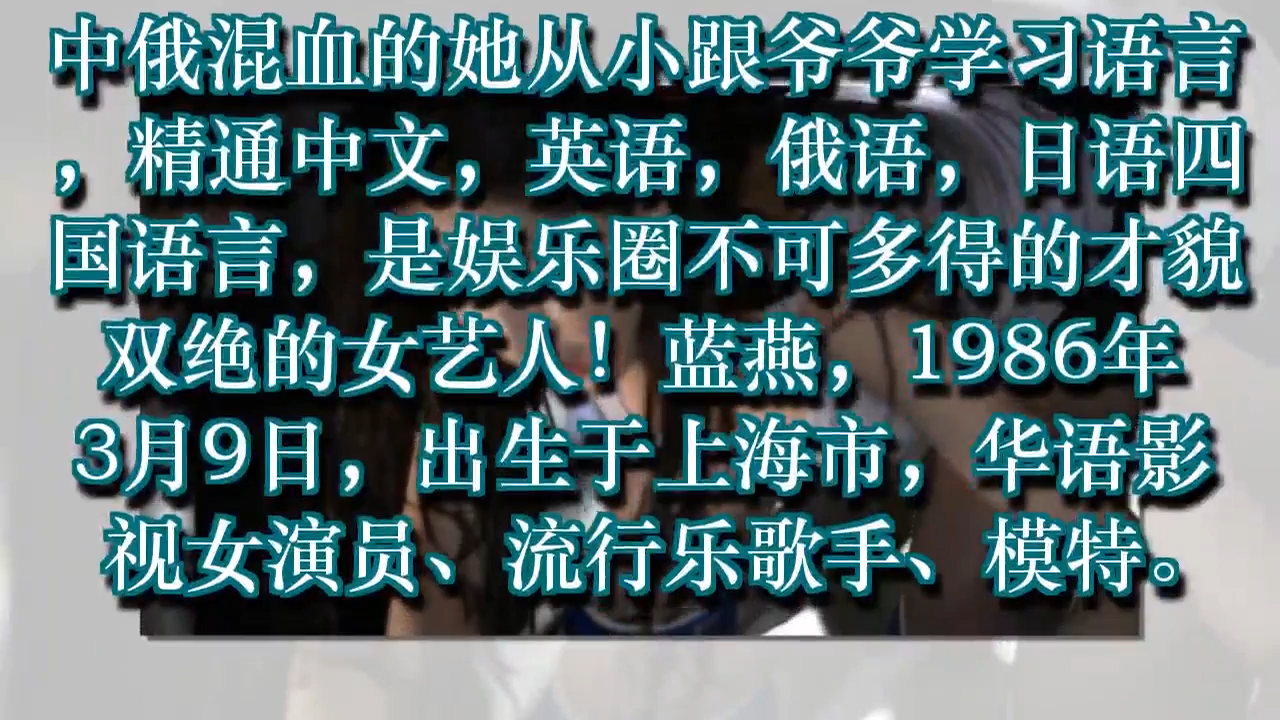 中俄混血的她从小跟爷爷学习语言
，精通中文，英语，俄语，日语四
国语言，是娱乐圈不可多得的才貌
双绝的女艺人！蓝燕，1986年
3月9日，出生于上海市，华语影
视女演员、流行乐歌手、模特。